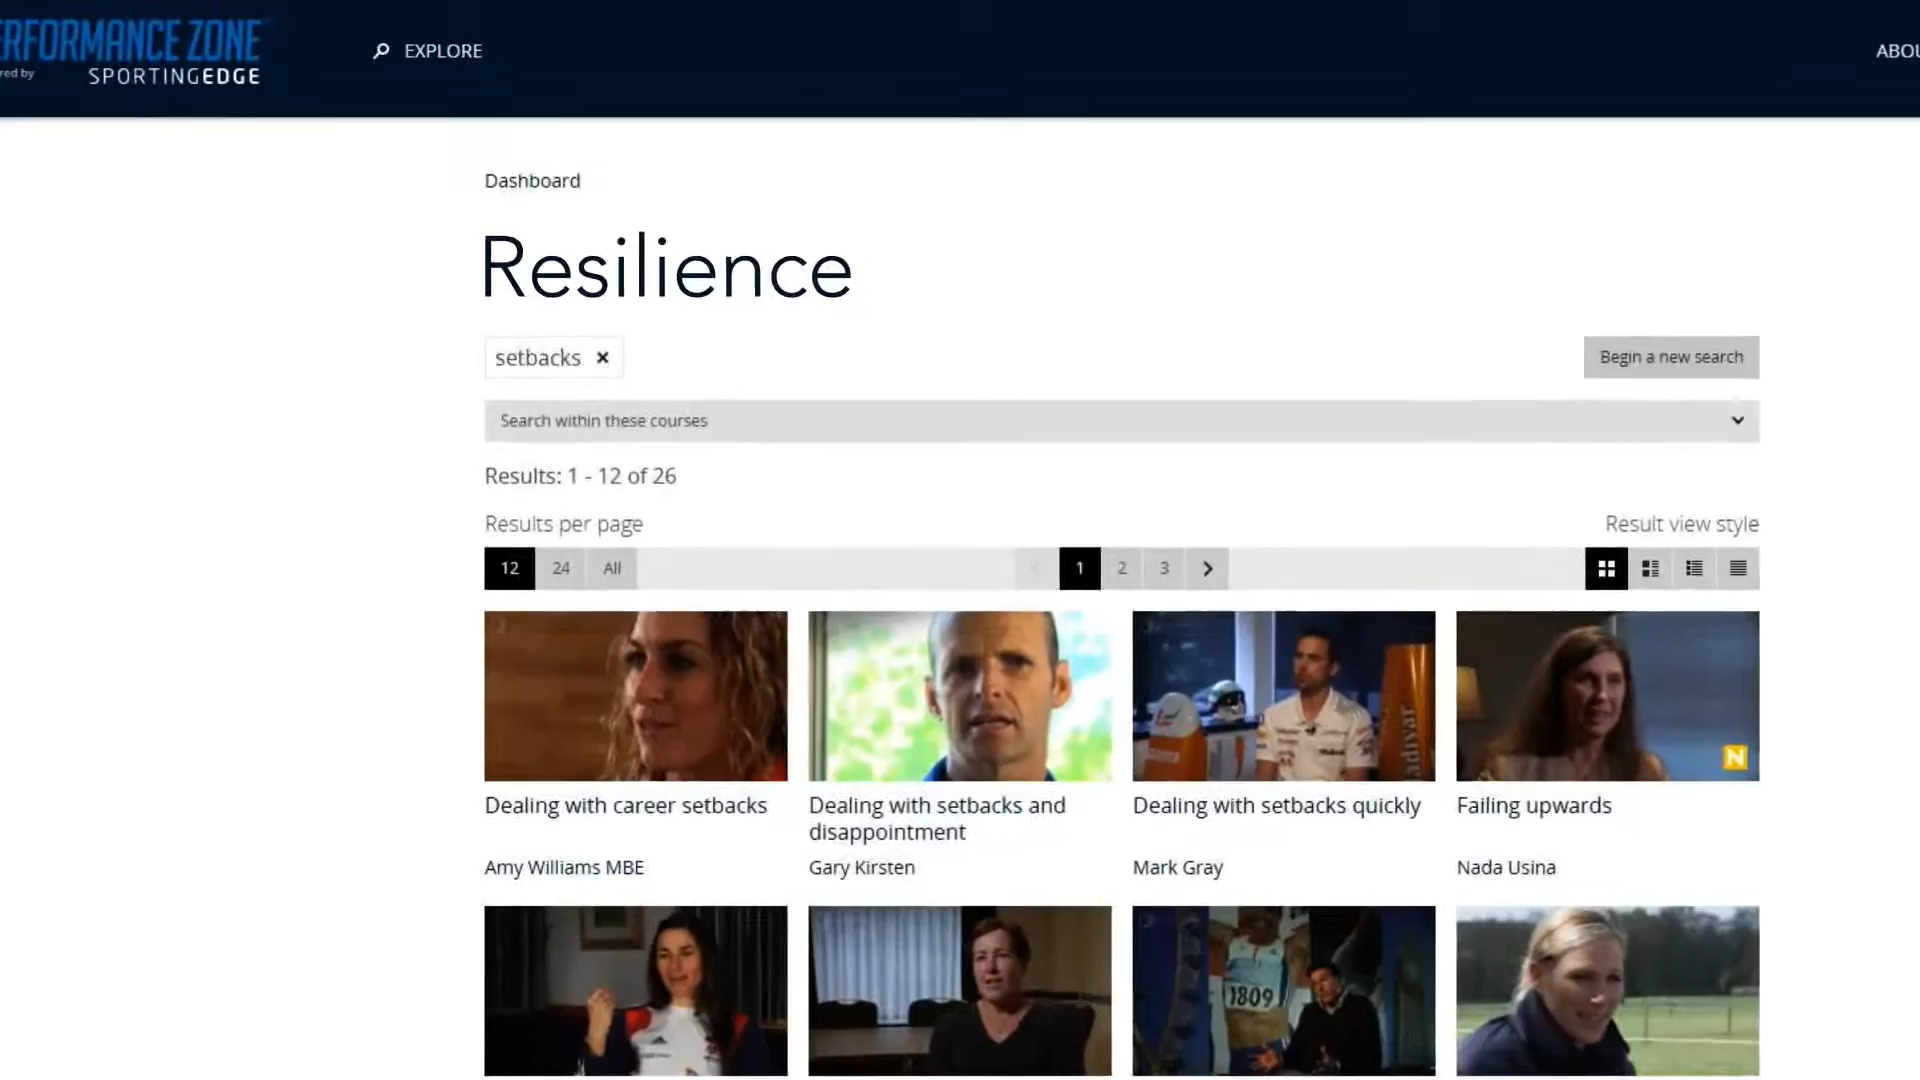 ERFORMANCE ZONE
red by SPORTINGEDGE
EXPLORE
ABOU
Dashboard
Resilience
setbacks
Begin a new search
Search within these courses
Results: 1 - 12 of 26
Results per page
Result view style
12 24 All
1 2 3
N
Dealing with career setbacks
Dealing with setbacks and
disappointment
Dealing with setbacks quickly
Failing upwards
Amy Williams MBE
Gary Kirsten
Mark Gray
Nada Usina
1809